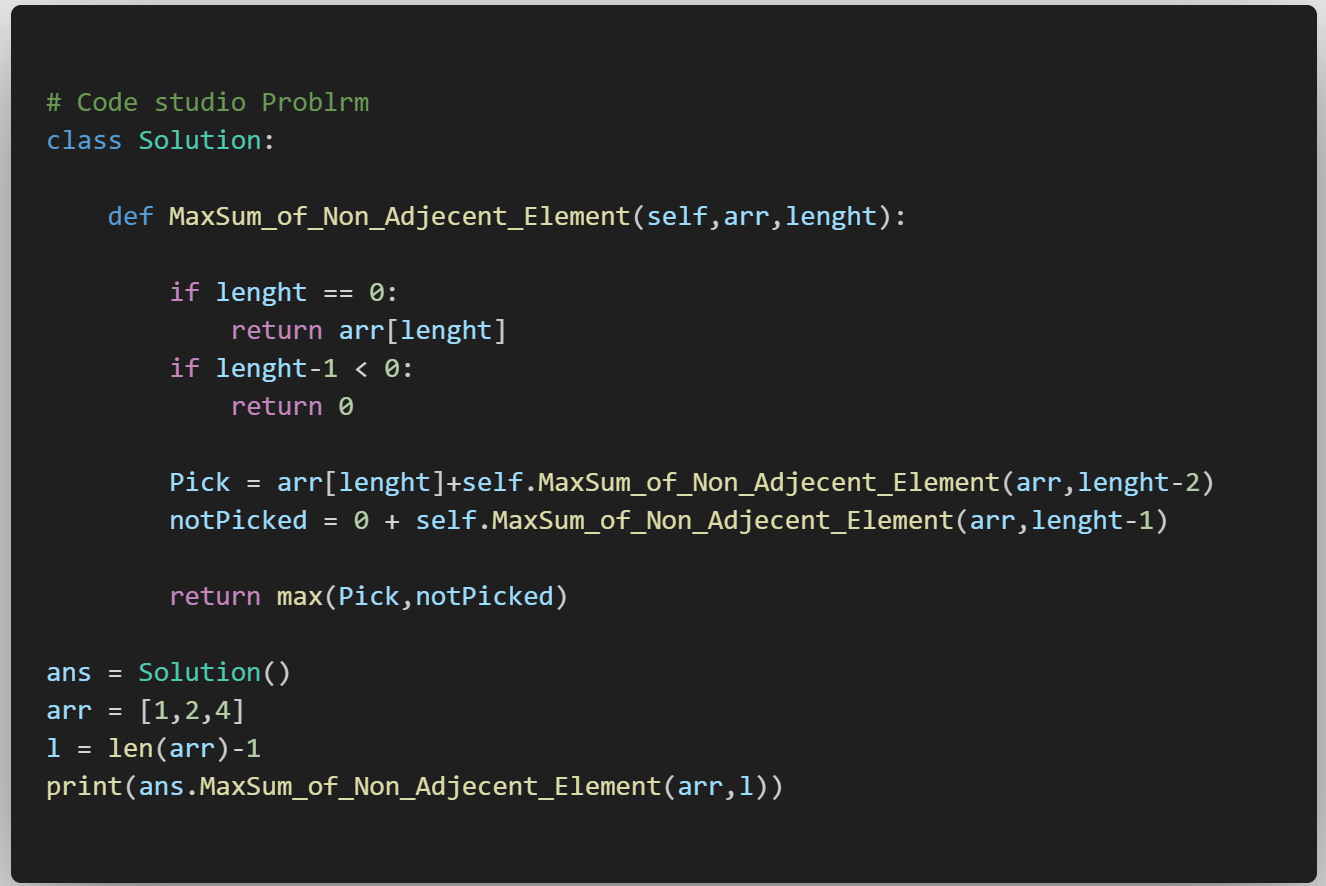 # Code studio Problrm
class Solution:
    def MaxSum_of_Non_Adjecent_Element(self,arr,lenght):
        if lenght == 0:
            return arr[lenght]
        if lenght-1 < 0:
            return 0
        Pick = arr[lenght]+self.MaxSum_of_Non_Adjecent_Element(arr,lenght-2)
        notPicked = 0 + self.MaxSum_of_Non_Adjecent_Element(arr,lenght-1)
        return max(Pick,notPicked)
ans = Solution()
arr = [1,2,4]
l = len(arr)-1
print(ans.MaxSum_of_Non_Adjecent_Element(arr,l))